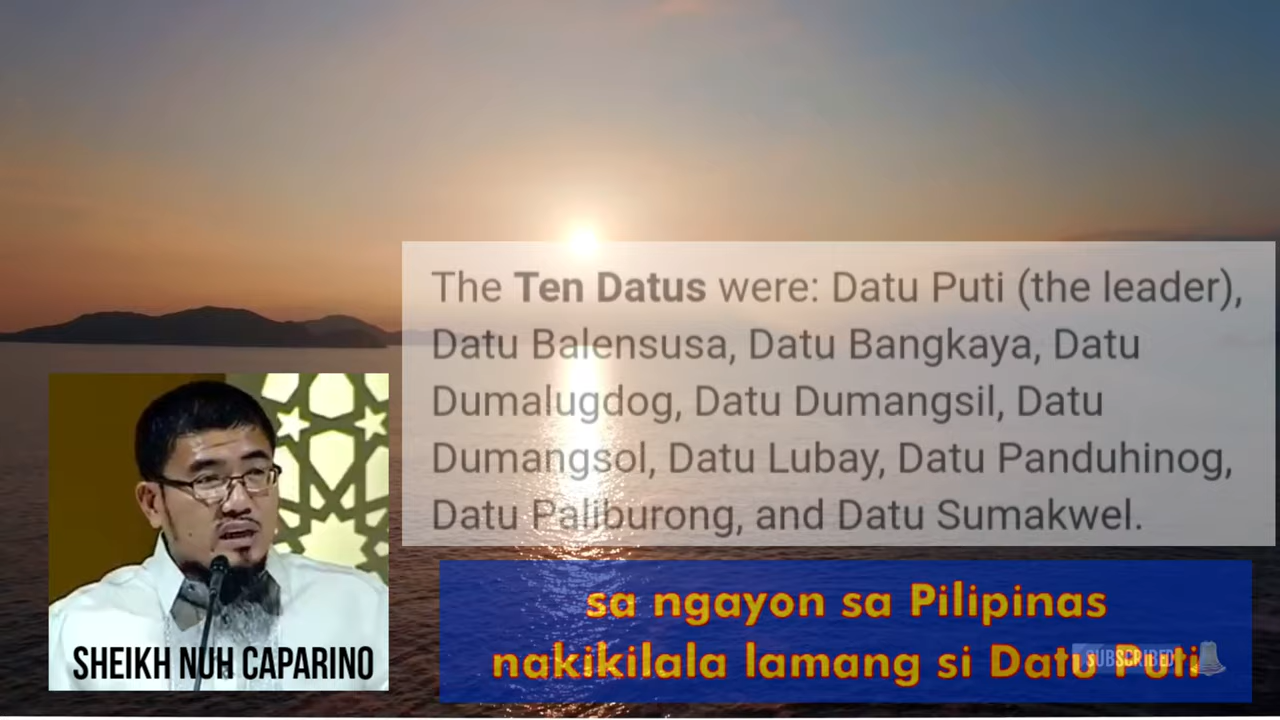 The Ten Datus were: Datu Puti (the leader),
Datu Balensusa, Datu Bangkaya, Datu
Dumalugdog, Datu Dumangsil, Datu
Dumangsol, Datu Lubay, Datu Panduhinog,
Datu Paliburong, and Datu Sumakwel.
SHEIKH NUH CAPARINO
sa ngayon sa Pilipinas
nakikilala lamang si Datu Puti
SUBSCRIBED